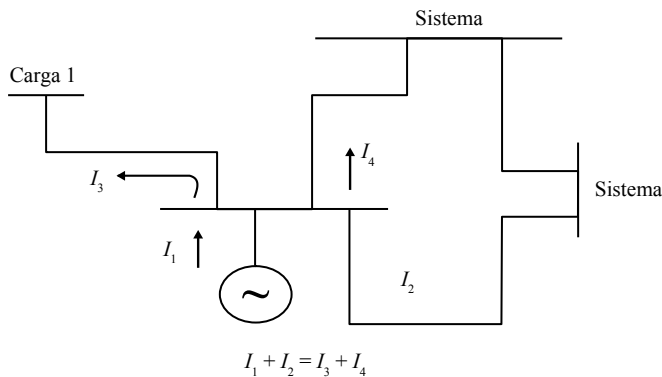 Sistema
Carga 1
I₄
I₃
Sistema
I₁
I₂
~
I₁ + I₂ = I₃ + I₄